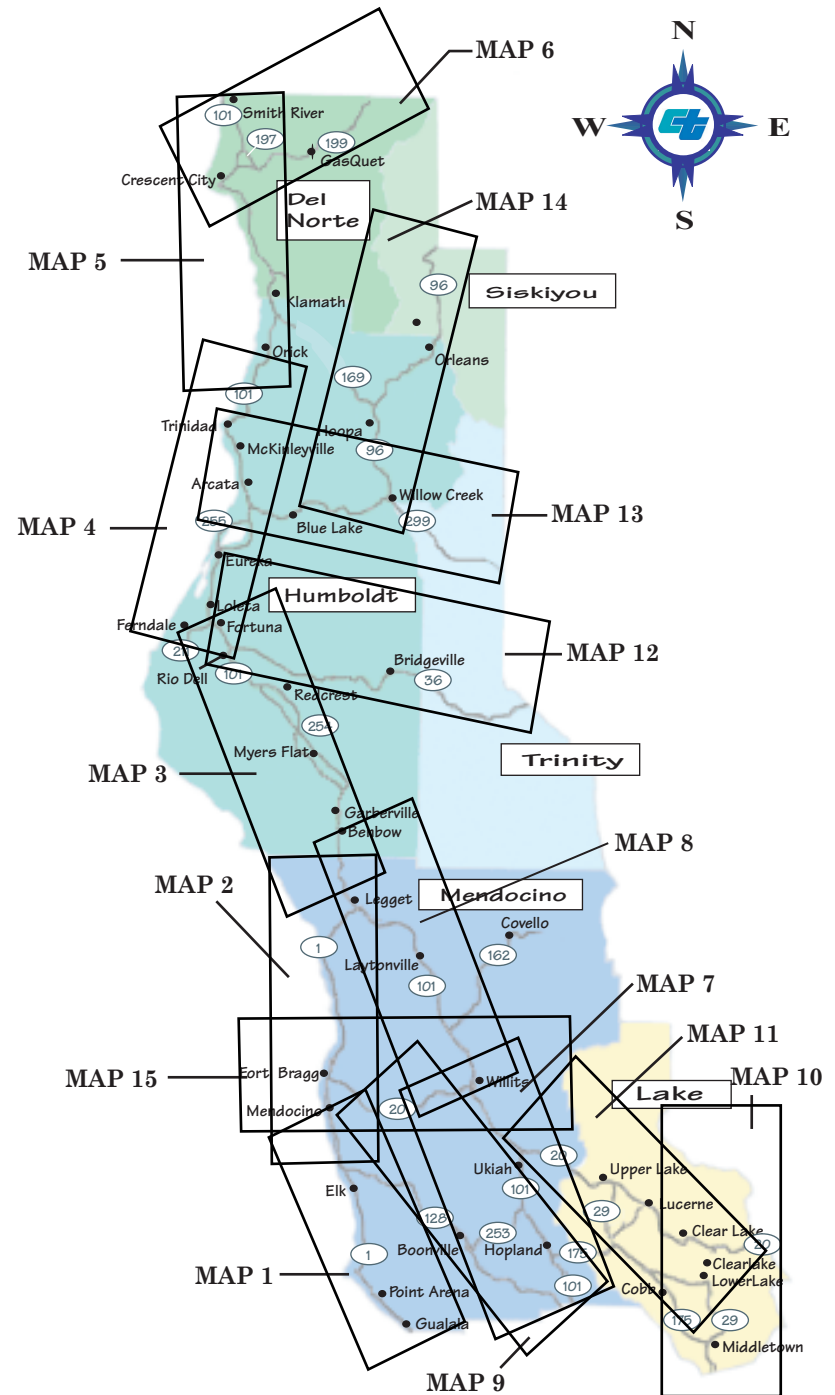 MAP 6
N
W
E
S
Smith River
101
197
199
GasQuet
Crescent City
Del
Norte
MAP 14
MAP 5
96
Siskiyou
Klamath
Orick
Orleans
169
101
Trinidad
Hoopa
McKinleyville
96
Arcata
Willow Creek
MAP 4
255
Blue Lake
299
MAP 13
Eureka
Humboldt
Loleta
Ferndale
Fortuna
211
Rio Dell
101
Bridgeville
36
MAP 12
Redcrest
254
Myers Flat
Trinity
MAP 3
Garberville
Benbow
MAP 8
MAP 2
Legget
Mendocino
Covello
1
162
Laytonville
101
MAP 7
MAP 11
MAP 15
Fort Bragg
Willits
MAP 10
Lake
Mendocino
20
20
Ukiah
Upper Lake
Elk
101
Lucerne
29
128
253
Clear Lake
20
1
Boonville
Hopland
175
Clearlake
LowerLake
MAP 1
101
Cobb
Point Arena
175
29
Gualala
Middletown
MAP 9